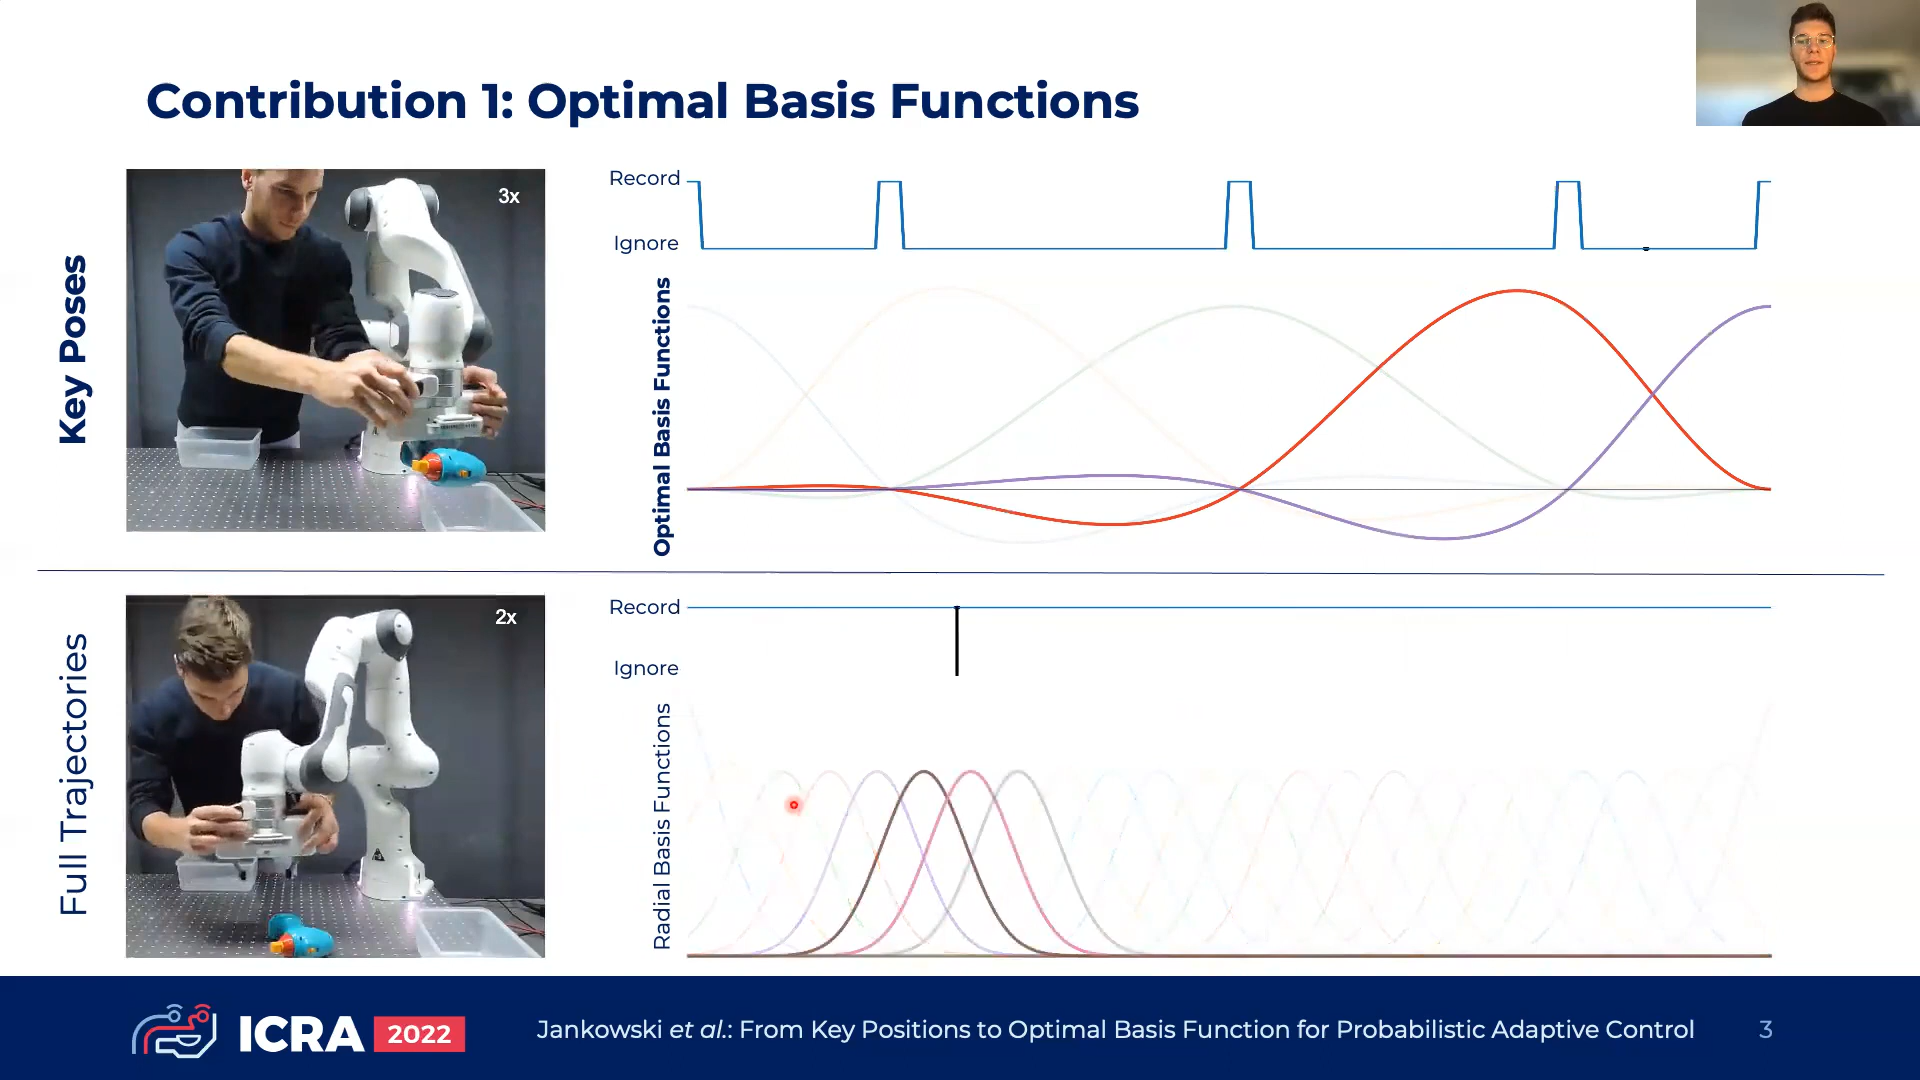 Contribution 1: Optimal Basis Functions
Key Poses
3x
Record
Ignore
Optimal Basis Functions
Full Trajectories
2x
Record
Ignore
Radial Basis Functions
ICRA 2022
Jankowski et al.: From Key Positions to Optimal Basis Function for Probabilistic Adaptive Control
3